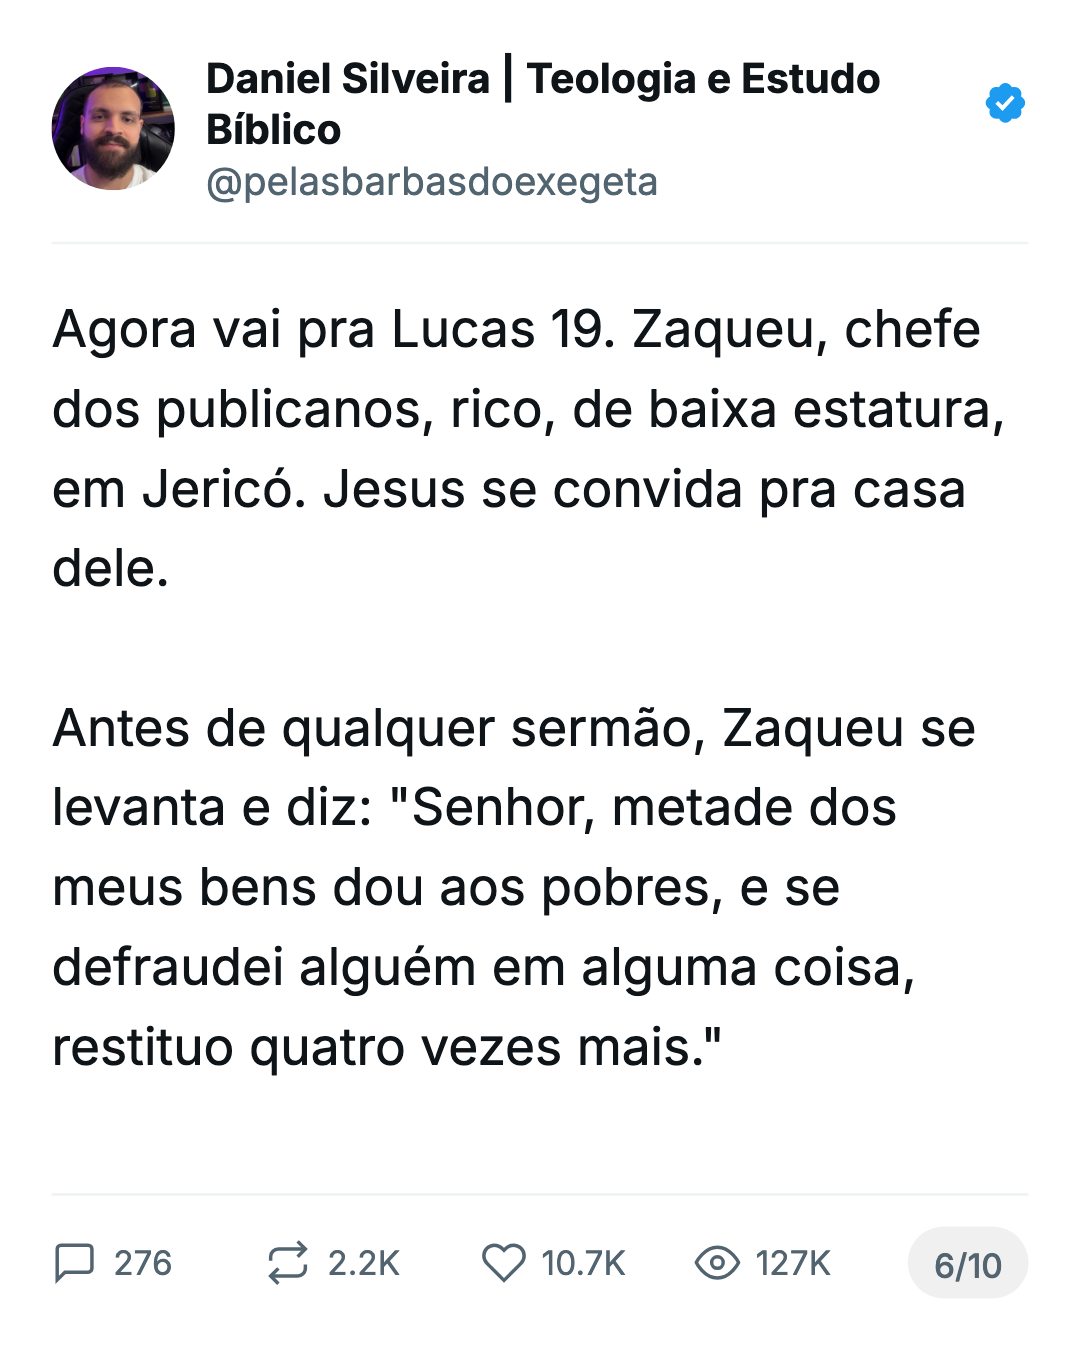 Daniel Silveira | Teologia e Estudo
Bíblico
@pelasbarbasdoexegeta
Agora vai pra Lucas 19. Zaqueu, chefe
dos publicanos, rico, de baixa estatura,
em Jericó. Jesus se convida pra casa
dele.
Antes de qualquer sermão, Zaqueu se
levanta e diz: "Senhor, metade dos
meus bens dou aos pobres, e se
defraudei alguém em alguma coisa,
restituo quatro vezes mais."
276 2.2K 10.7K 127K 6/10